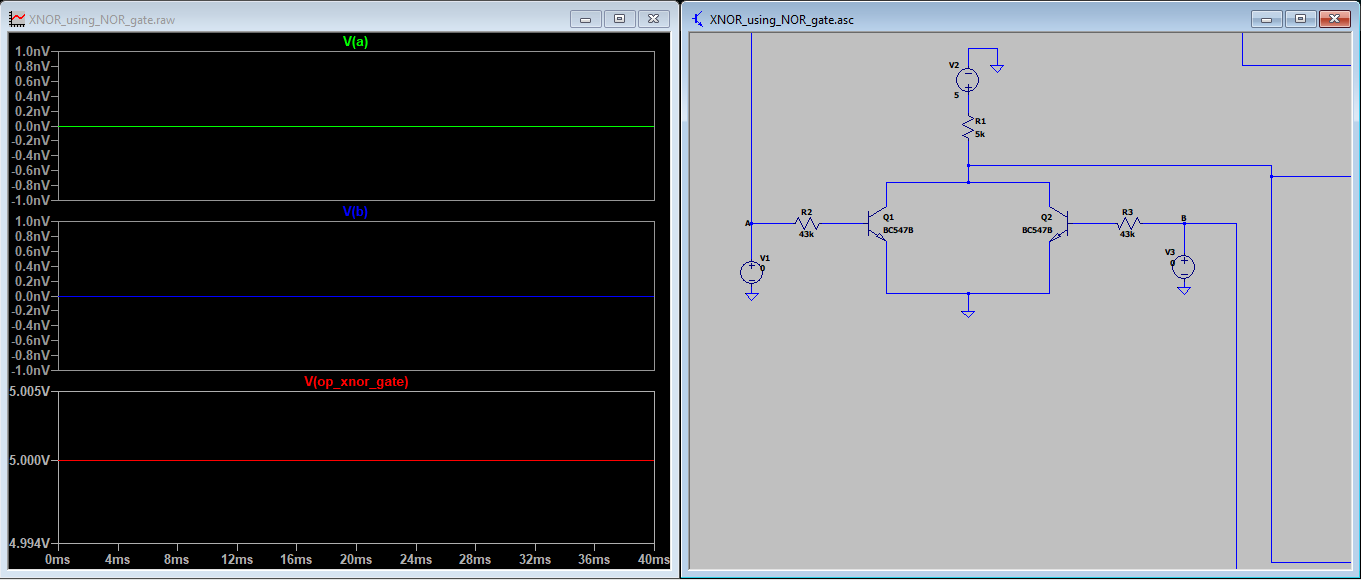 XNOR_using_NOR_gate.raw
V(a)
1.0nV
0.8nV
0.6nV
0.4nV
0.2nV
0.0nV
-0.2nV
-0.4nV
-0.6nV
-0.8nV
-1.0nV
V(b)
1.0nV
0.8nV
0.6nV
0.4nV
0.2nV
0.0nV
-0.2nV
-0.4nV
-0.6nV
-0.8nV
-1.0nV
V(op_xnor_gate)
5.005V
5.000V
4.994V
0ms 4ms 8ms 12ms 16ms 20ms 24ms 28ms 32ms 36ms 40ms
XNOR_using_NOR_gate.asc
V2
5
R1
5k
A
R2
43k
Q1
BC547B
Q2
BC547B
R3
43k
B
V1
0
V3
0